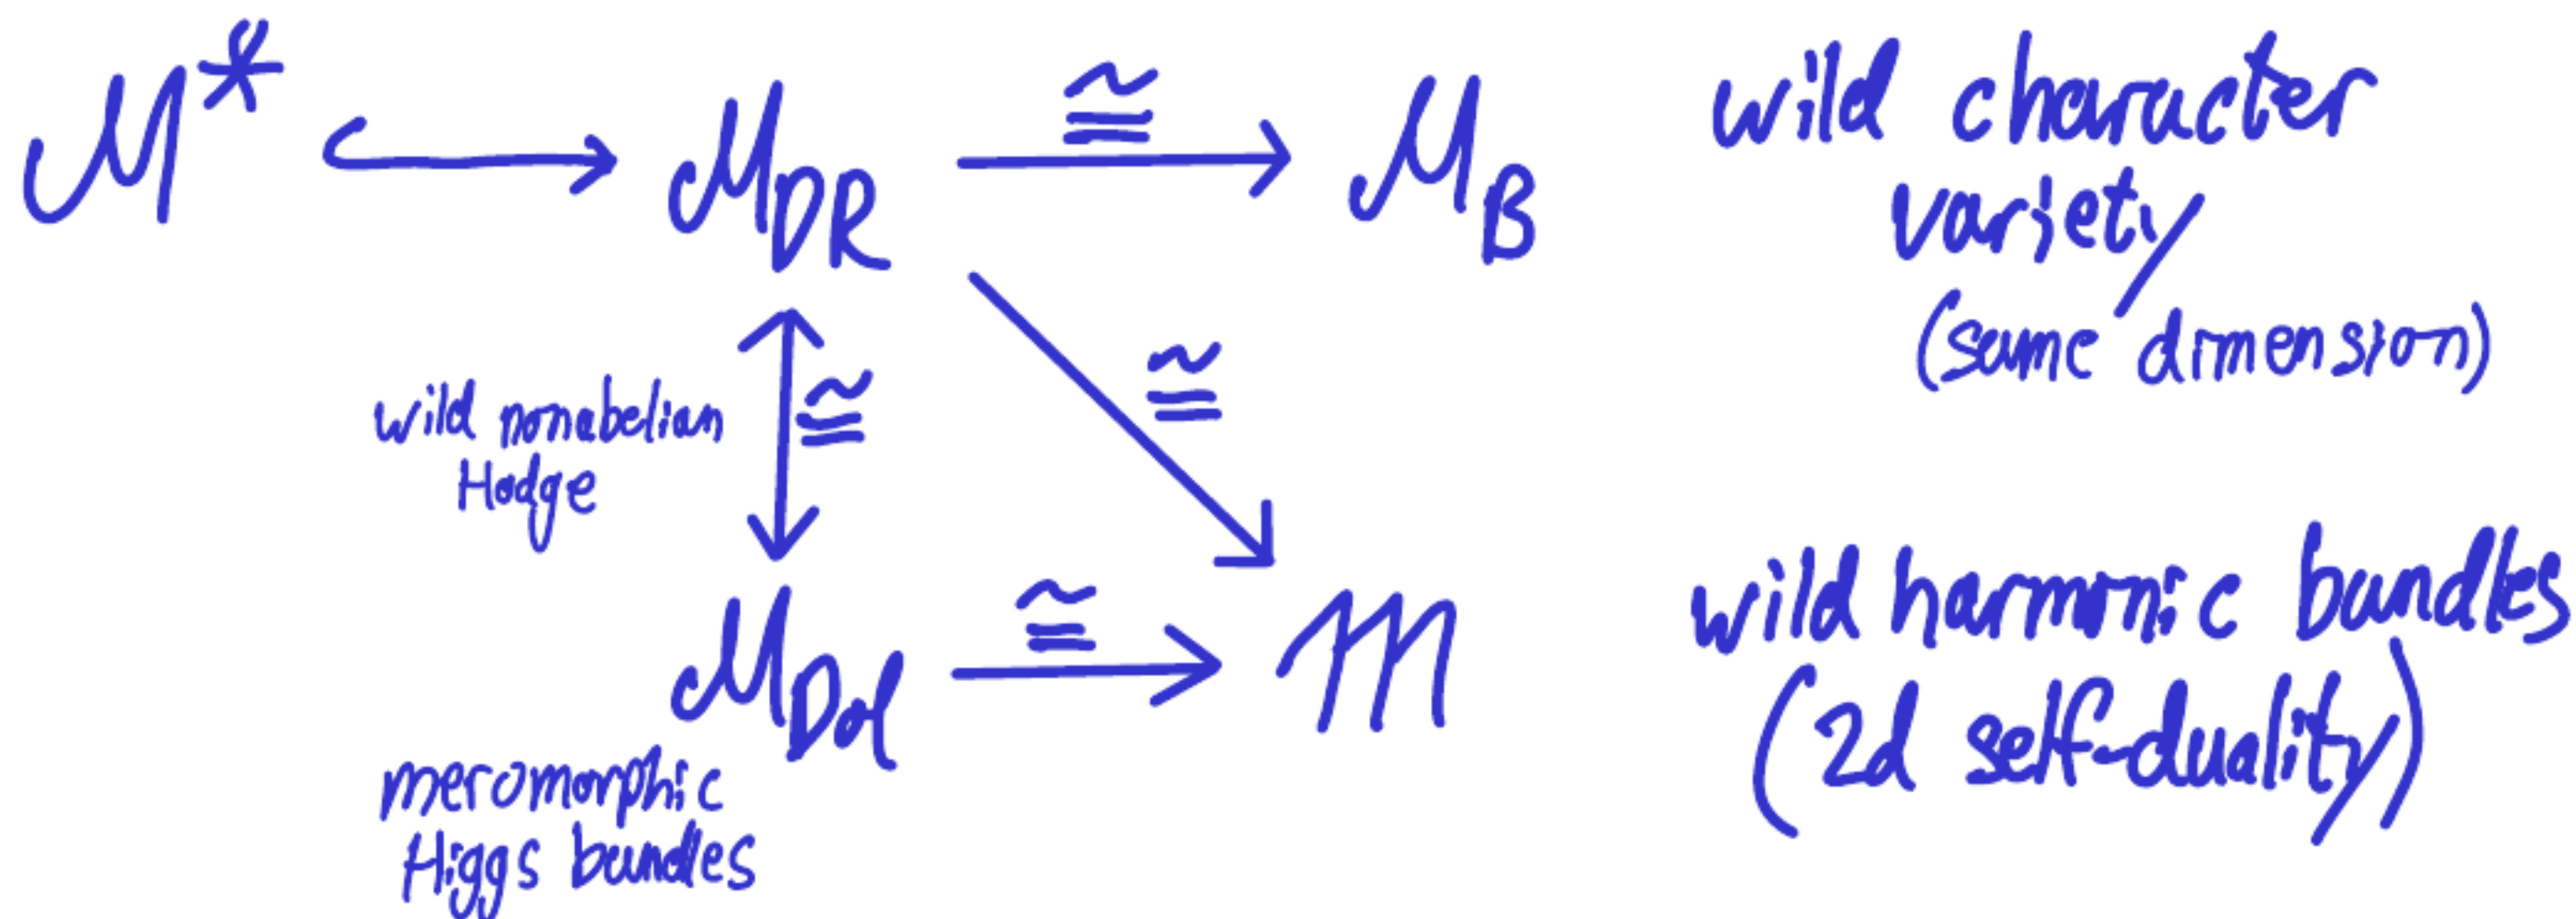 M* ↪ M_DR ≅→ M_B wild character
variety
(same dimension)
wild nonabelian ≅ ≅
Hodge
M_Dol ≅→ M wild harmonic bundles
(2d self-duality)
meromorphic
Higgs bundles